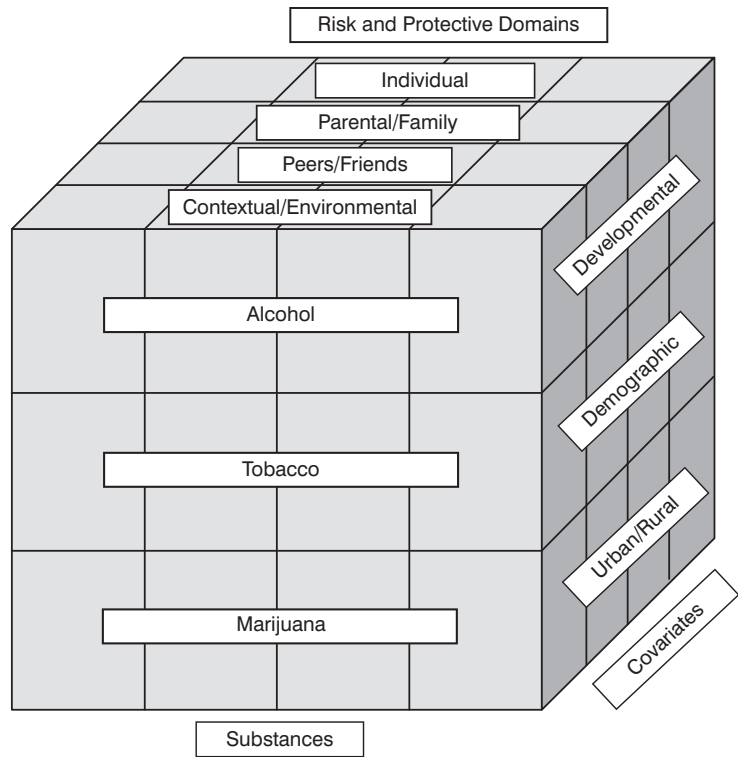 Risk and Protective Domains
Individual
Parental/Family
Peers/Friends
Contextual/Environmental
Alcohol
Tobacco
Marijuana
Developmental
Demographic
Urban/Rural
Covariates
Substances